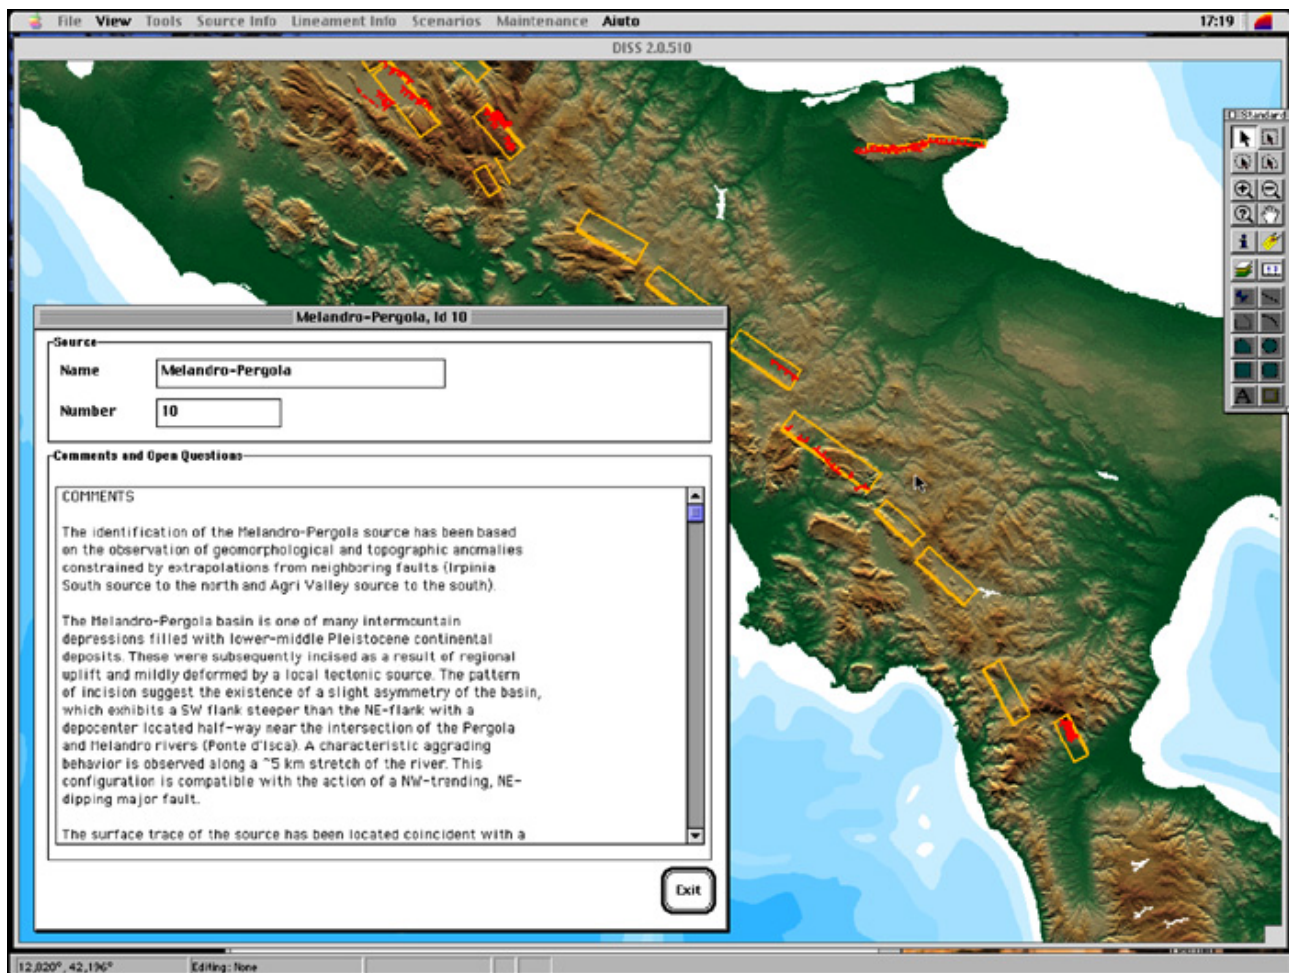 File View Tools Source Info Lineament Info Scenarios Maintenance Aiuto 17:19
DISS 2.0.510
Standard
Melandro-Pergola, Id 10
Source
Name Melandro-Pergola
Number 10
Comments and Open Questions
COMMENTS
The identification of the Melandro-Pergola source has been based
on the observation of geomorphological and topographic anomalies
constrained by extrapolations from neighboring faults (Irpinia
South source to the north and Agri Valley source to the south).
The Melandro-Pergola basin is one of many intermountain
depressions filled with lower-middle Pleistocene continental
deposits. These were subsequently incised as a result of regional
uplift and mildly deformed by a local tectonic source. The pattern
of incision suggest the existence of a slight asymmetry of the basin,
which exhibits a SW flank steeper than the NE-flank with a
depocenter located half-way near the intersection of the Pergola
and Melandro rivers (Ponte d'Isca). A characteristic aggrading
behavior is observed along a ~5 km stretch of the river. This
configuration is compatible with the action of a NW-trending, NE-
dipping major fault.
The surface trace of the source has been located coincident with a
Exit
12,020°, 42,196° Editing: None